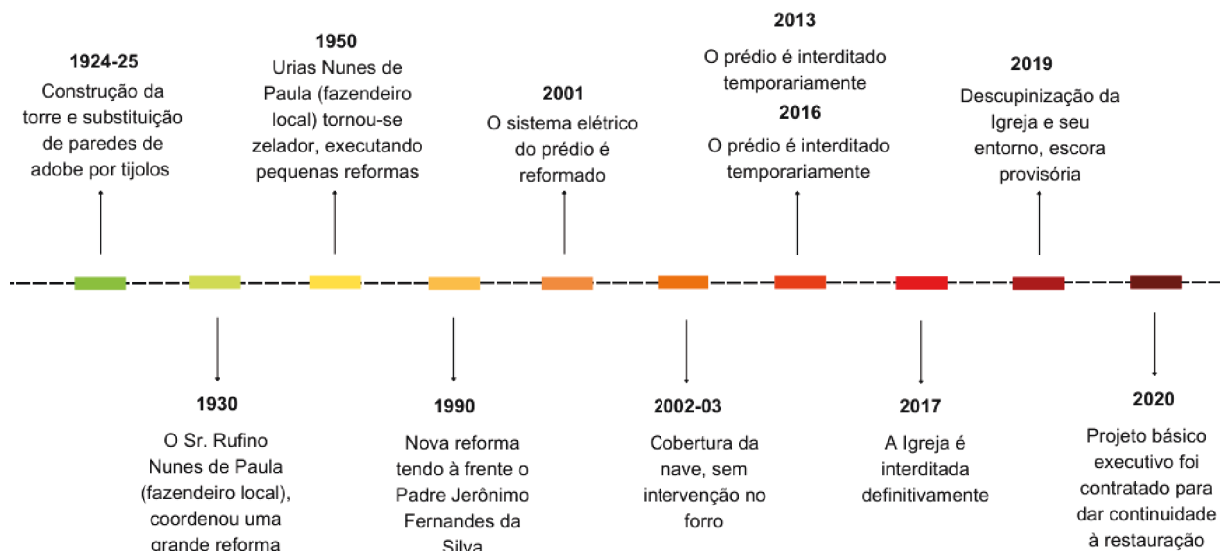 1924-25
Construção da
torre e substituição
de paredes de
adobe por tijolos
1930
O Sr. Rufino
Nunes de Paula
(fazendeiro local),
coordenou uma
grande reforma
1950
Urias Nunes de
Paula (fazendeiro
local) tornou-se
zelador, executando
pequenas reformas
1990
Nova reforma
tendo à frente o
Padre Jerônimo
Fernandes da
Silva
2001
O sistema elétrico
do prédio é
reformado
2002-03
Cobertura da
nave, sem
intervenção no
forro
2013
O prédio é interditado
temporariamente
2016
O prédio é interditado
temporariamente
2017
A Igreja é
interditada
definitivamente
2019
Descupinização da
Igreja e seu
entorno, escora
provisória
2020
Projeto básico
executivo foi
contratado para
dar continuidade
à restauração